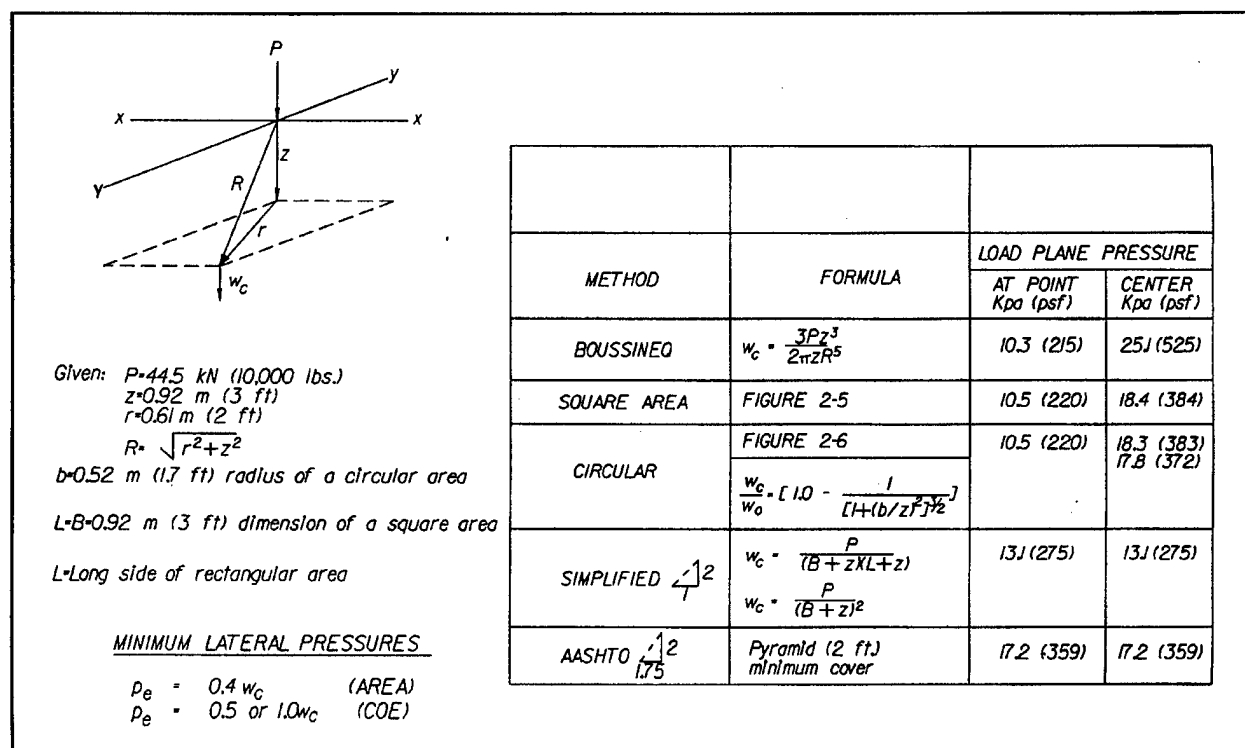 P
y
x
x
z
y
R
r
w_c
Given: P=44.5 kN (10,000 lbs.)
z=0.92 m (3 ft)
r=0.61 m (2 ft)
R= √r²+z²
b=0.52 m (1.7 ft) radius of a circular area
L=B=0.92 m (3 ft) dimension of a square area
L=Long side of rectangular area
MINIMUM LATERAL PRESSURES
p_e = 0.4 w_c (AREA)
p_e = 0.5 or 1.0w_c (COE)
METHOD
FORMULA
LOAD PLANE PRESSURE
AT POINT
Kpa (psf)
CENTER
Kpa (psf)
BOUSSINEQ
w_c = 3Pz³ / 2πzR⁵
10.3 (215)
25.1 (525)
SQUARE AREA
FIGURE 2-5
10.5 (220)
18.4 (384)
CIRCULAR
FIGURE 2-6
w_c/w_o = [ 1.0 - 1 / [1+(b/z)²]^3/2 ]
10.5 (220)
18.3 (383)
17.8 (372)
SIMPLIFIED 2
1
w_c = P / (B + z)(L+z)
w_c = P / (B + z)²
13.1 (275)
13.1 (275)
AASHTO 2
1.75
Pyramid (2 ft.)
minimum cover
17.2 (359)
17.2 (359)